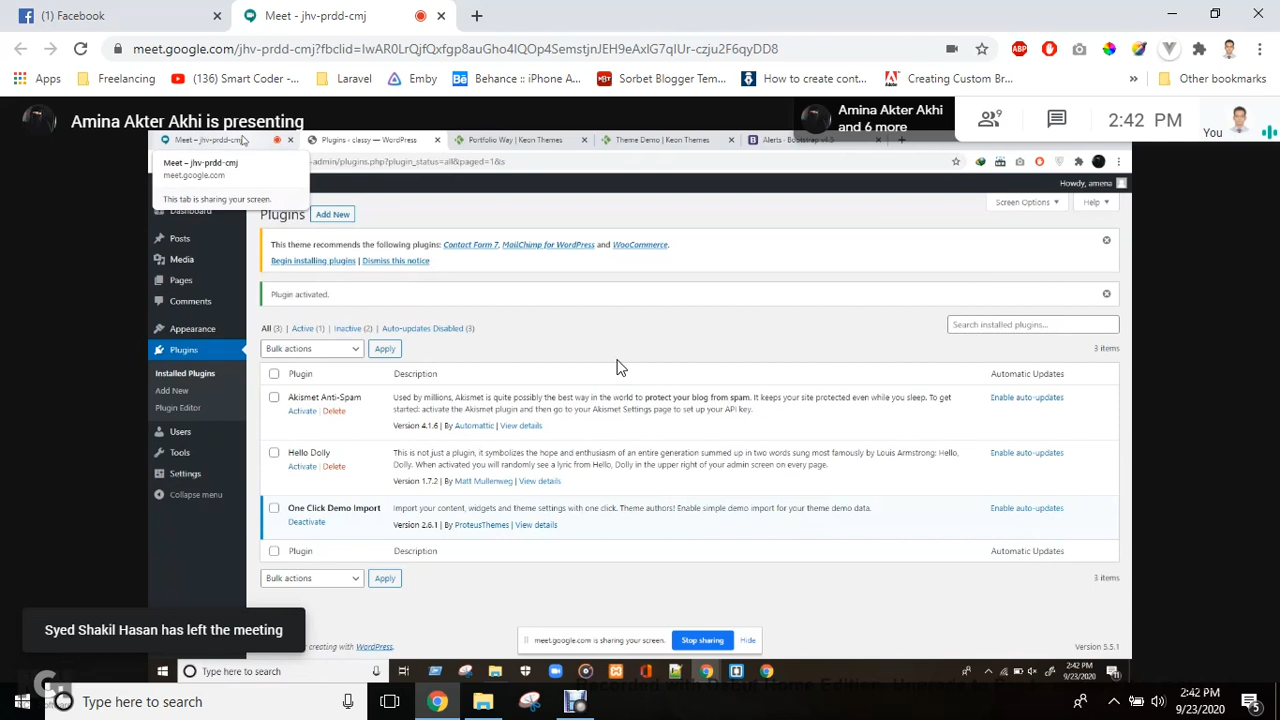 (1) Facebook
Meet - jhv-prdd-cmj
meet.google.com/jhv-prdd-cmj?fbclid=IwAR0LrQjfQxfgp8auGho4IQOp4SemstjnJEH9eAxIG7qIUr-czju2F6qyDD8
Apps
Freelancing
(136) Smart Coder -...
Laravel
Emby
Behance :: iPhone A...
Sorbet Blogger Tem...
How to create cont...
Creating Custom Br...
Other bookmarks
Amina Akter Akhi is presenting
Amina Akter Akhi
and 6 more
9
2:42 PM
You
Meet – jhv-prdd-cmj
Plugins ‹ classy — WordPress
Portfolio Way | Keon Themes
Theme Demo | Keon Themes
Alerts · Bootstrap v4.5
Meet – jhv-prdd-cmj
meet.google.com
This tab is sharing your screen.
-admin/plugins.php?plugin_status=all&paged=1&s
Howdy, amena
Dashboard
Posts
Media
Pages
Comments
Appearance
Plugins
Installed Plugins
Add New
Plugin Editor
Users
Tools
Settings
Collapse menu
Plugins Add New
Screen Options
Help
This theme recommends the following plugins: Contact Form 7, MailChimp for WordPress and WooCommerce.
Begin installing plugins | Dismiss this notice
Plugin activated.
All (3) | Active (1) | Inactive (2) | Auto-updates Disabled (3)
Search installed plugins...
Bulk actions Apply
3 items
Plugin Description Automatic Updates
Akismet Anti-Spam
Activate | Delete
Used by millions, Akismet is quite possibly the best way in the world to protect your blog from spam. It keeps your site protected even while you sleep. To get
started: activate the Akismet plugin and then go to your Akismet Settings page to set up your API key.
Version 4.1.6 | By Automattic | View details
Enable auto-updates
Hello Dolly
Activate | Delete
This is not just a plugin, it symbolizes the hope and enthusiasm of an entire generation summed up in two words sung most famously by Louis Armstrong: Hello,
Dolly. When activated you will randomly see a lyric from Hello, Dolly in the upper right of your admin screen on every page.
Version 1.7.2 | By Matt Mullenweg | View details
Enable auto-updates
One Click Demo Import
Deactivate
Import your content, widgets and theme settings with one click. Theme authors! Enable simple demo import for your theme demo data.
Version 2.6.1 | By ProteusThemes | View details
Enable auto-updates
Plugin Description Automatic Updates
Bulk actions Apply
3 items
Syed Shakil Hasan has left the meeting
meet.google.com is sharing your screen. Stop sharing Hide
creating with WordPress.
Version 5.5.1
Type here to search
2:42 PM
9/23/2020
Type here to search
2:42 PM
9/23/2020
5